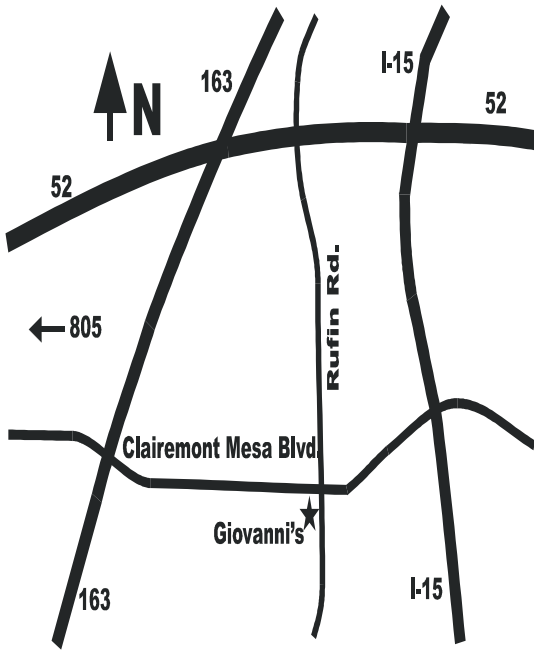 I-15
163
52
N
52
Rufin Rd.
805
Clairemont Mesa Blvd.
Giovanni's
I-15
163